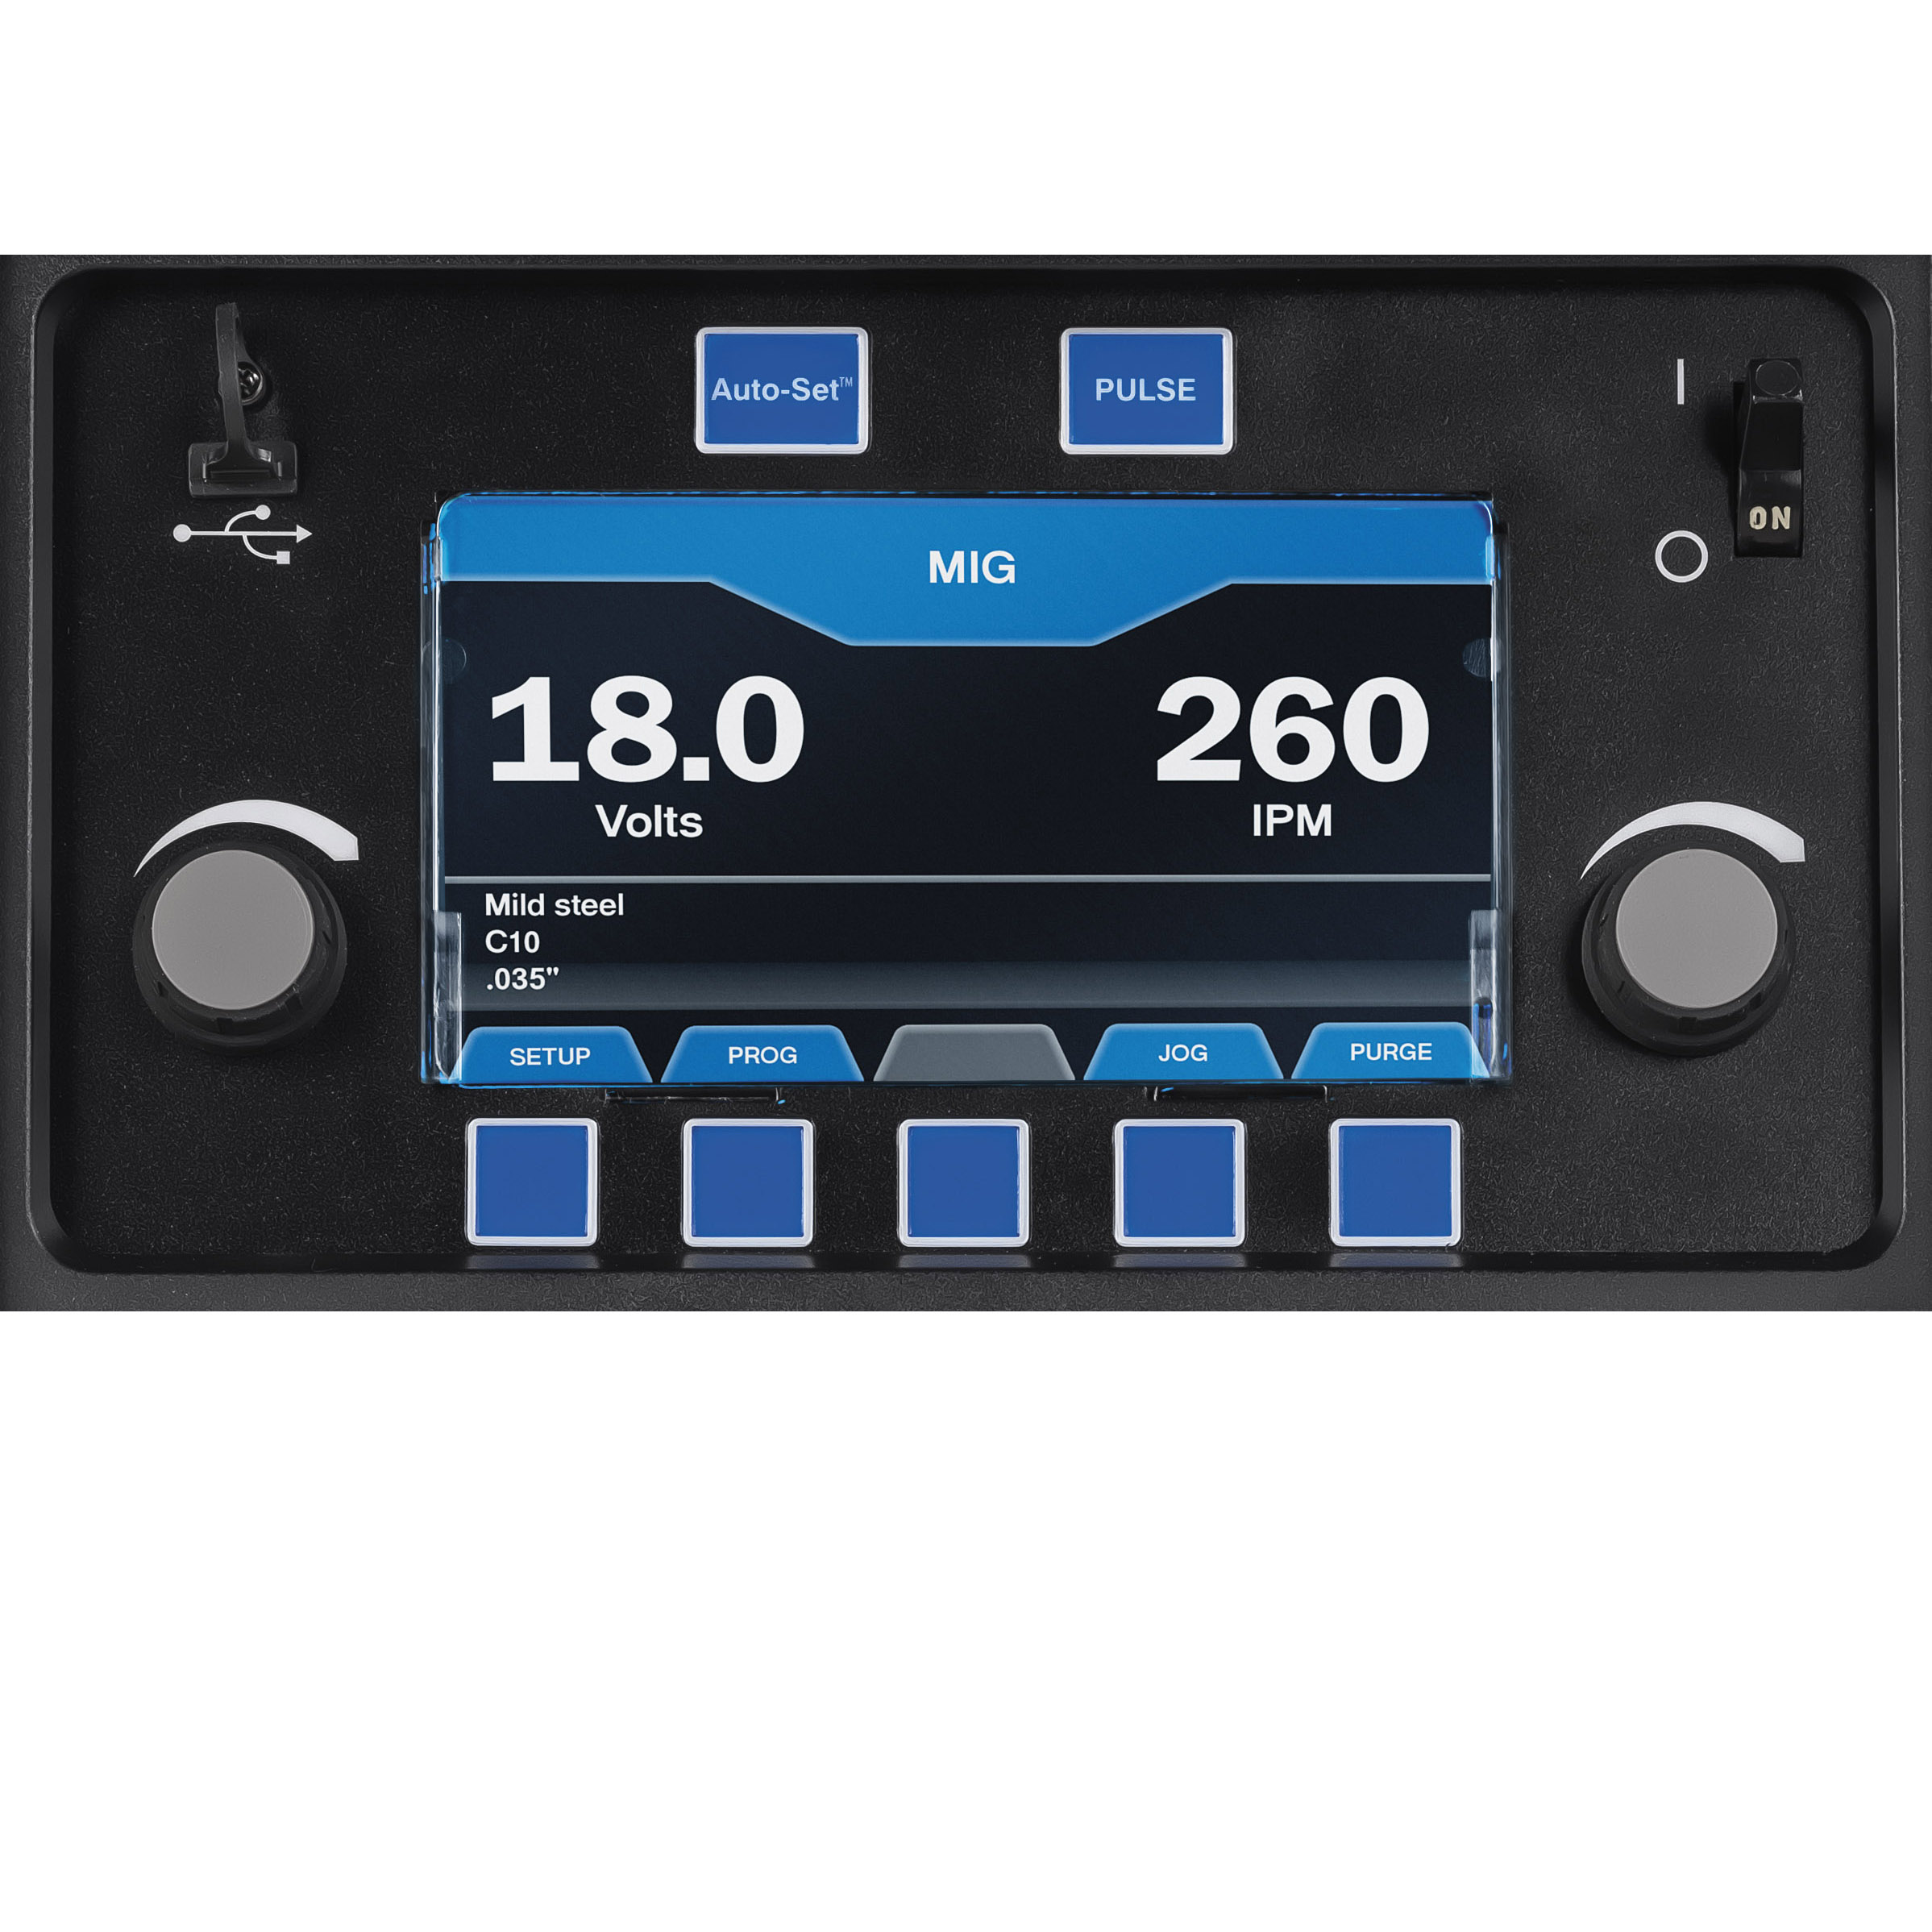 Auto-Set™
PULSE
|
ON
O
MIG
18.0
260
Volts
IPM
Mild steel
C10
.035"
SETUP
PROG
JOG
PURGE